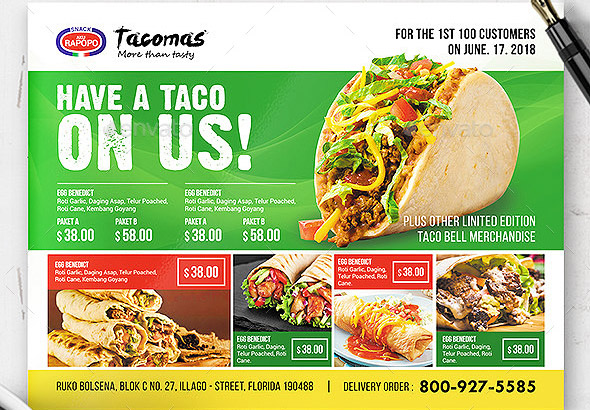 SNACK
AKU
RAPOPO
Tacomas
More than tasty
FOR THE 1ST 100 CUSTOMERS
ON JUNE. 17. 2018
HAVE A TACO
ON US!
EGG BENEDICT
Roti Garlic, Daging Asap, Telur Poached,
Roti Cane, Kembang Goyang
PAKET A PAKET B
$ 38.00 $ 58.00
EGG BENEDICT
Roti Garlic, Daging Asap, Telur Poached,
Roti Cane, Kembang Goyang
PAKET A PAKET B
$ 38.00 $ 58.00
PLUS OTHER LIMITED EDITION
TACO BELL MERCHANDISE
EGG BENEDICT
Roti Garlic, Daging Asap, Telur Poached, Roti
Cane, Kembang Goyang
$ 38.00
EGG BENEDICT
Roti Garlic, Daging,
Telur Poached, Roti
Cane.
$ 38.00
EGG BENEDICT
Roti Garlic, Daging,
Telur Poached, Roti
Cane.
$ 38.00
EGG BENEDICT
Roti Garlic, Daging,
Telur Poached, Roti
Cane.
$ 38.00
RUKO BOLSENA, BLOK C NO. 27, ILLAGO - STREET, FLORIDA 190488 | DELIVERY ORDER : 800-927-5585
envato